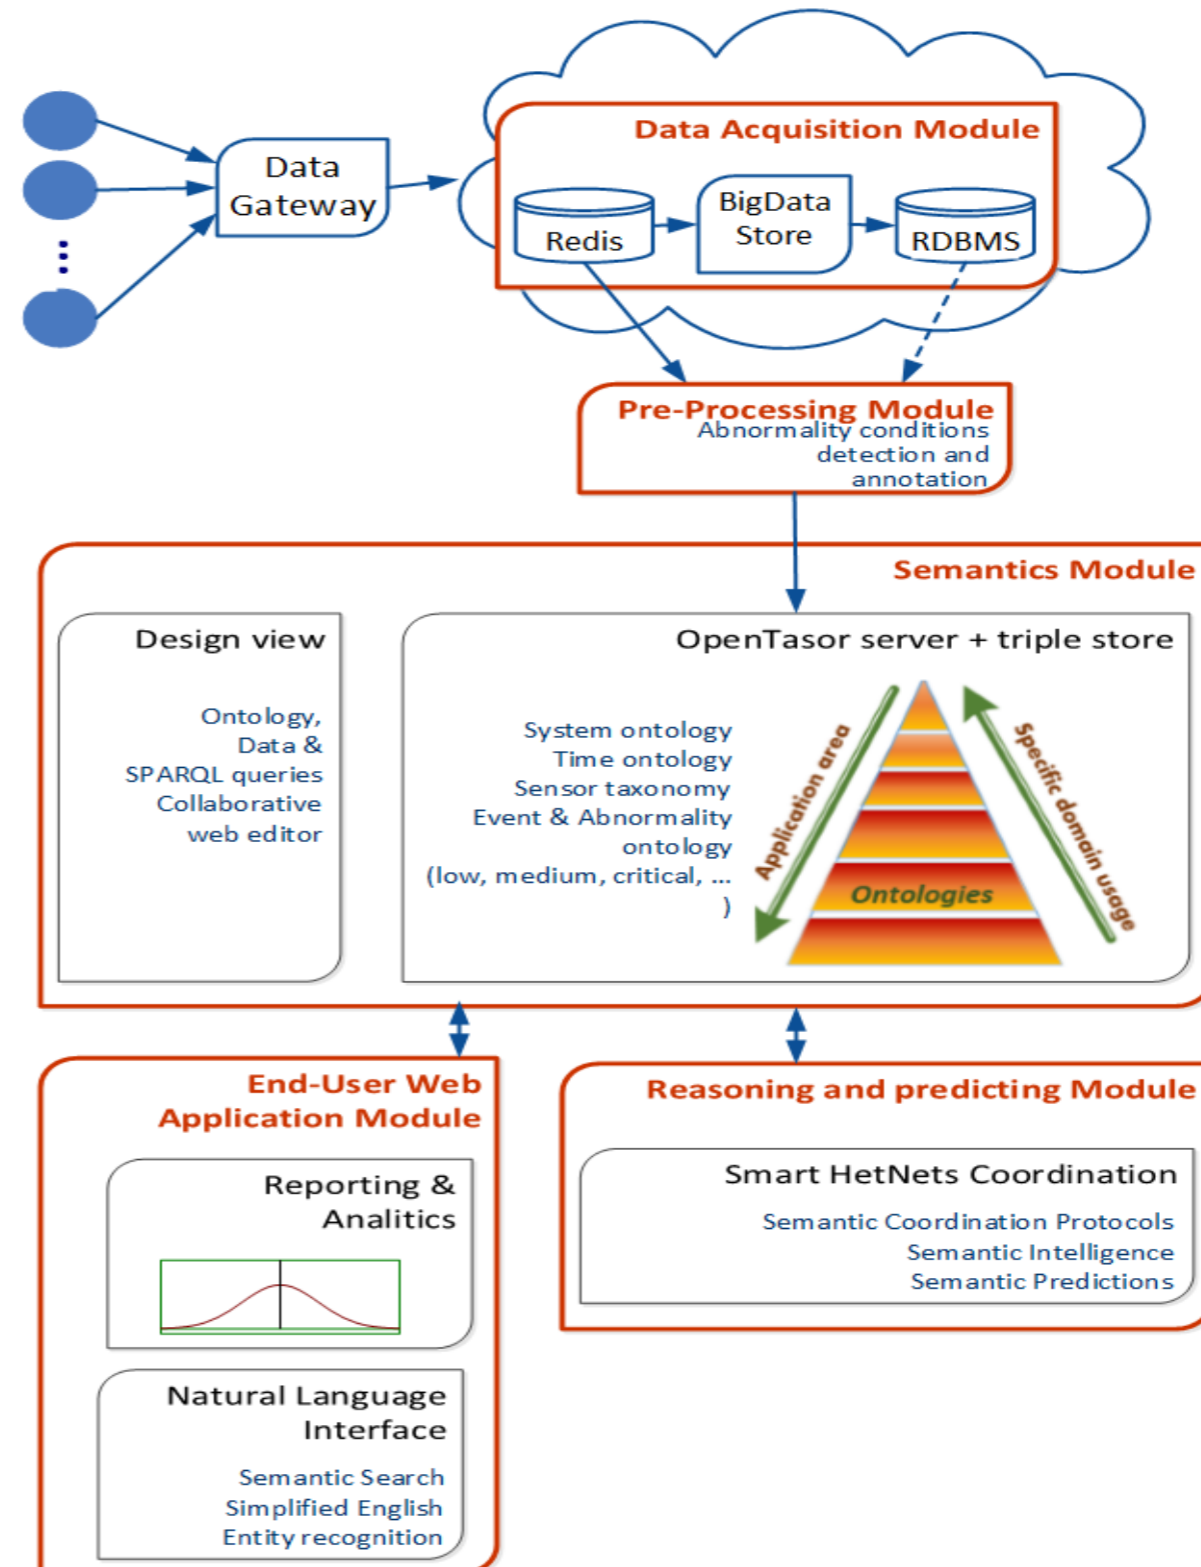 Data Acquisition Module
Data
Gateway
Redis
BigData
Store
RDBMS
Pre-Processing Module
Abnormality conditions
detection and
annotation
Semantics Module
Design view
Ontology,
Data &
SPARQL queries
Collaborative
web editor
OpenTasor server + triple store
System ontology
Time ontology
Sensor taxonomy
Event & Abnormality
ontology
(low, medium, critical, ...
)
Application area
Specific domain usage
Ontologies
End-User Web
Application Module
Reporting &
Analitics
Natural Language
Interface
Semantic Search
Simplified English
Entity recognition
Reasoning and predicting Module
Smart HetNets Coordination
Semantic Coordination Protocols
Semantic Intelligence
Semantic Predictions